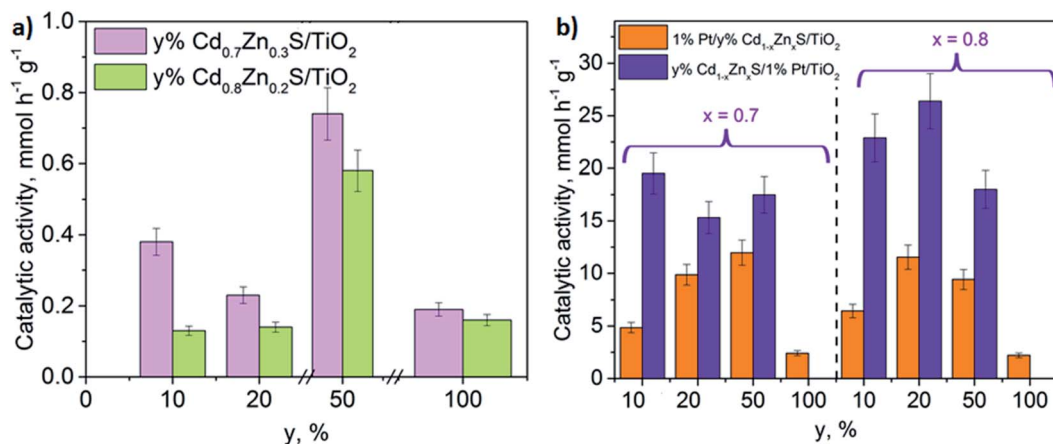 a)
y% Cd₀.₇Zn₀.₃S/TiO₂
y% Cd₀.₈Zn₀.₂S/TiO₂
Catalytic activity, mmol h⁻¹ g⁻¹
1.0
0.8
0.6
0.4
0.2
0.0
0 10 20 50 100
y, %
b)
1% Pt/y% Cd₁₋ₓZnₓS/TiO₂
y% Cd₁₋ₓZnₓS/1% Pt/TiO₂
x = 0.7
x = 0.8
Catalytic activity, mmol h⁻¹ g⁻¹
30
25
20
15
10
5
0
10 20 50 100 10 20 50 100
y, %